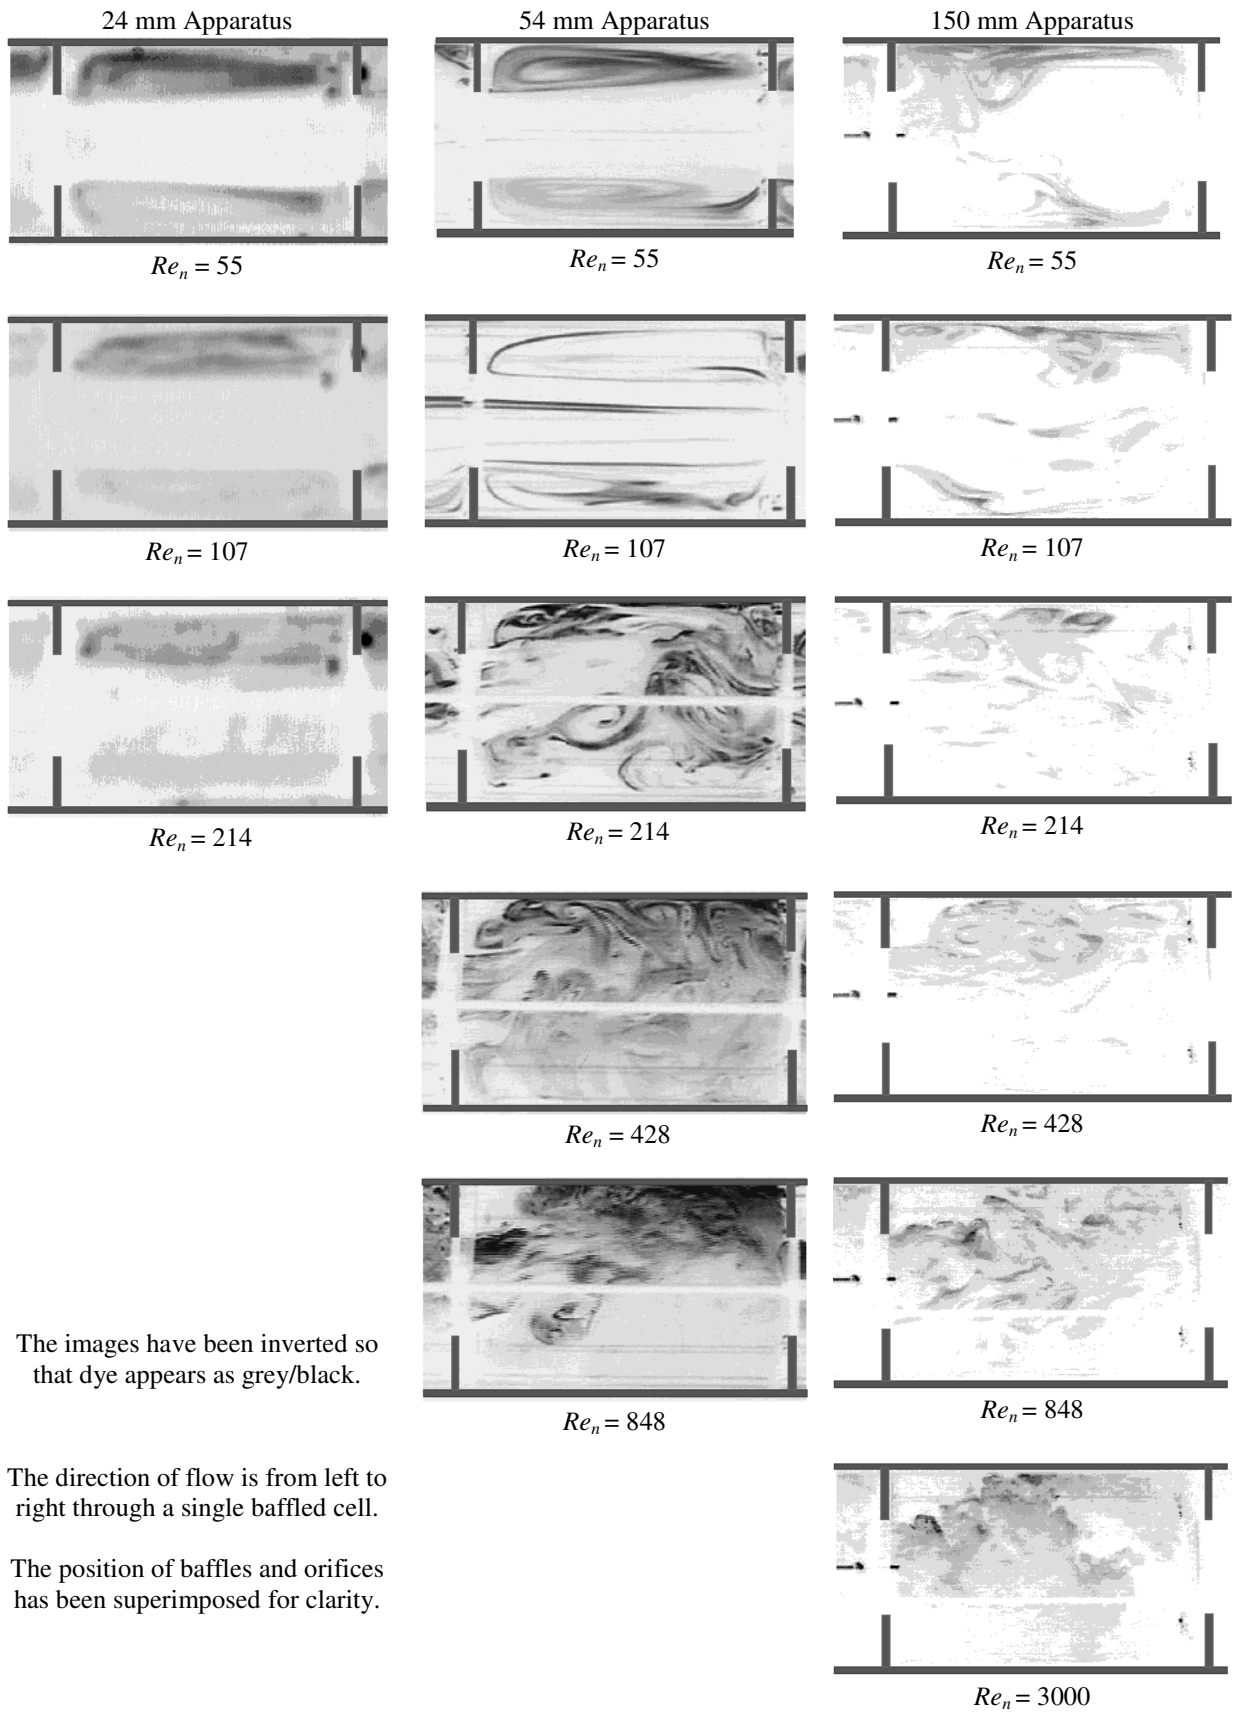 24 mm Apparatus
54 mm Apparatus
150 mm Apparatus
Re_n = 55
Re_n = 55
Re_n = 55
Re_n = 107
Re_n = 107
Re_n = 107
Re_n = 214
Re_n = 214
Re_n = 214
Re_n = 428
Re_n = 428
The images have been inverted so
that dye appears as grey/black.
Re_n = 848
Re_n = 848
The direction of flow is from left to
right through a single baffled cell.
The position of baffles and orifices
has been superimposed for clarity.
Re_n = 3000